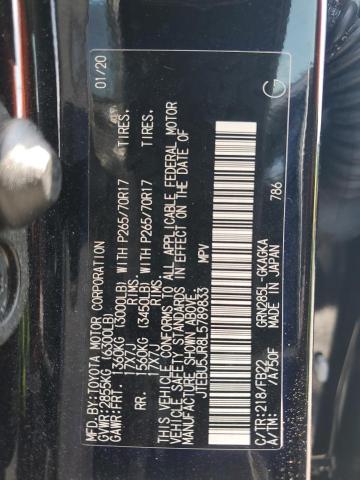 MFD.BY:TOYOTA MOTOR CORPORATION 01/20
GVWR:2855KG (6300LB)
GAWR:FRT. 1360KG (3000LB) WITH P265/70R17 TIRES,
17X7J RIMS,
RR. 1560KG (3450LB) WITH P265/70R17 TIRES,
17X7J RIMS,
THIS VEHICLE CONFORMS TO ALL APPLICABLE FEDERAL MOTOR
VEHICLE SAFETY STANDARDS IN EFFECT ON THE DATE OF
MANUFACTURE SHOWN ABOVE.
JTEBU5JR8L5789633 MPV
C/TR:218/FB22 GRN285L-GKAGKA
A/TM: /A750F MADE IN JAPAN 786
G